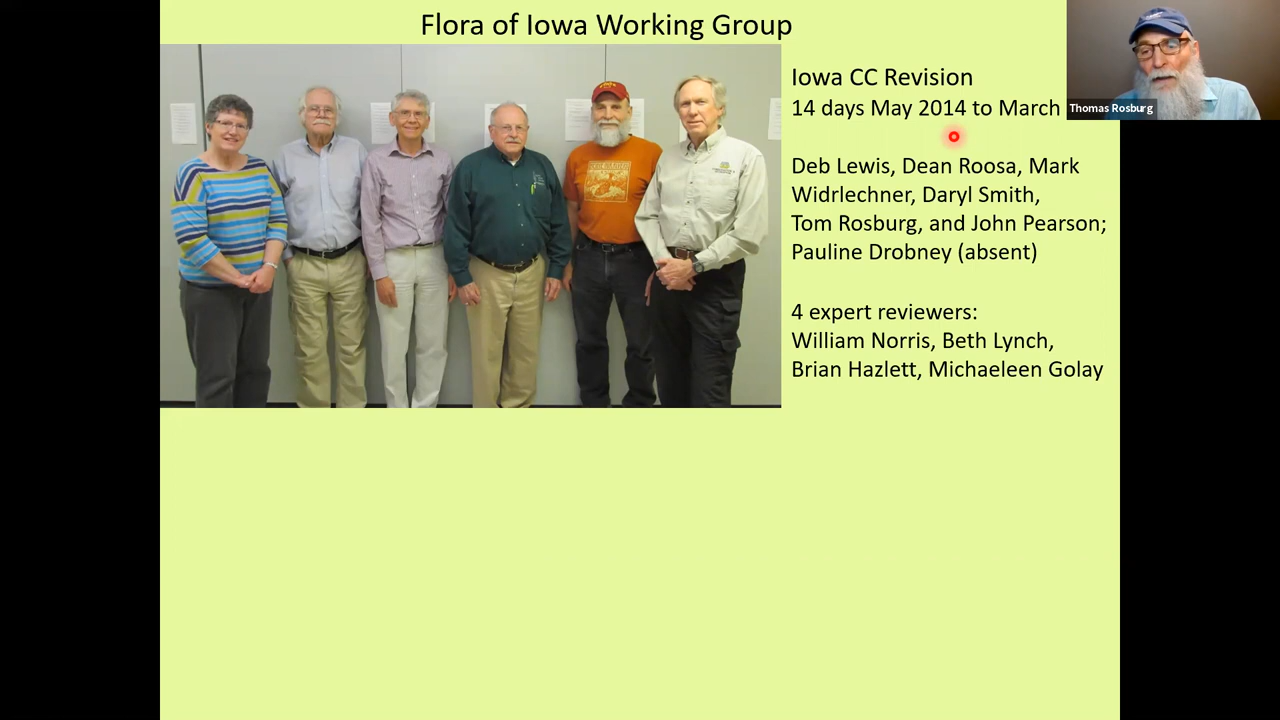 Flora of Iowa Working Group
Iowa CC Revision
14 days May 2014 to March
Thomas Rosburg
Deb Lewis, Dean Roosa, Mark
Widrlechner, Daryl Smith,
Tom Rosburg, and John Pearson;
Pauline Drobney (absent)
4 expert reviewers:
William Norris, Beth Lynch,
Brian Hazlett, Michaeleen Golay